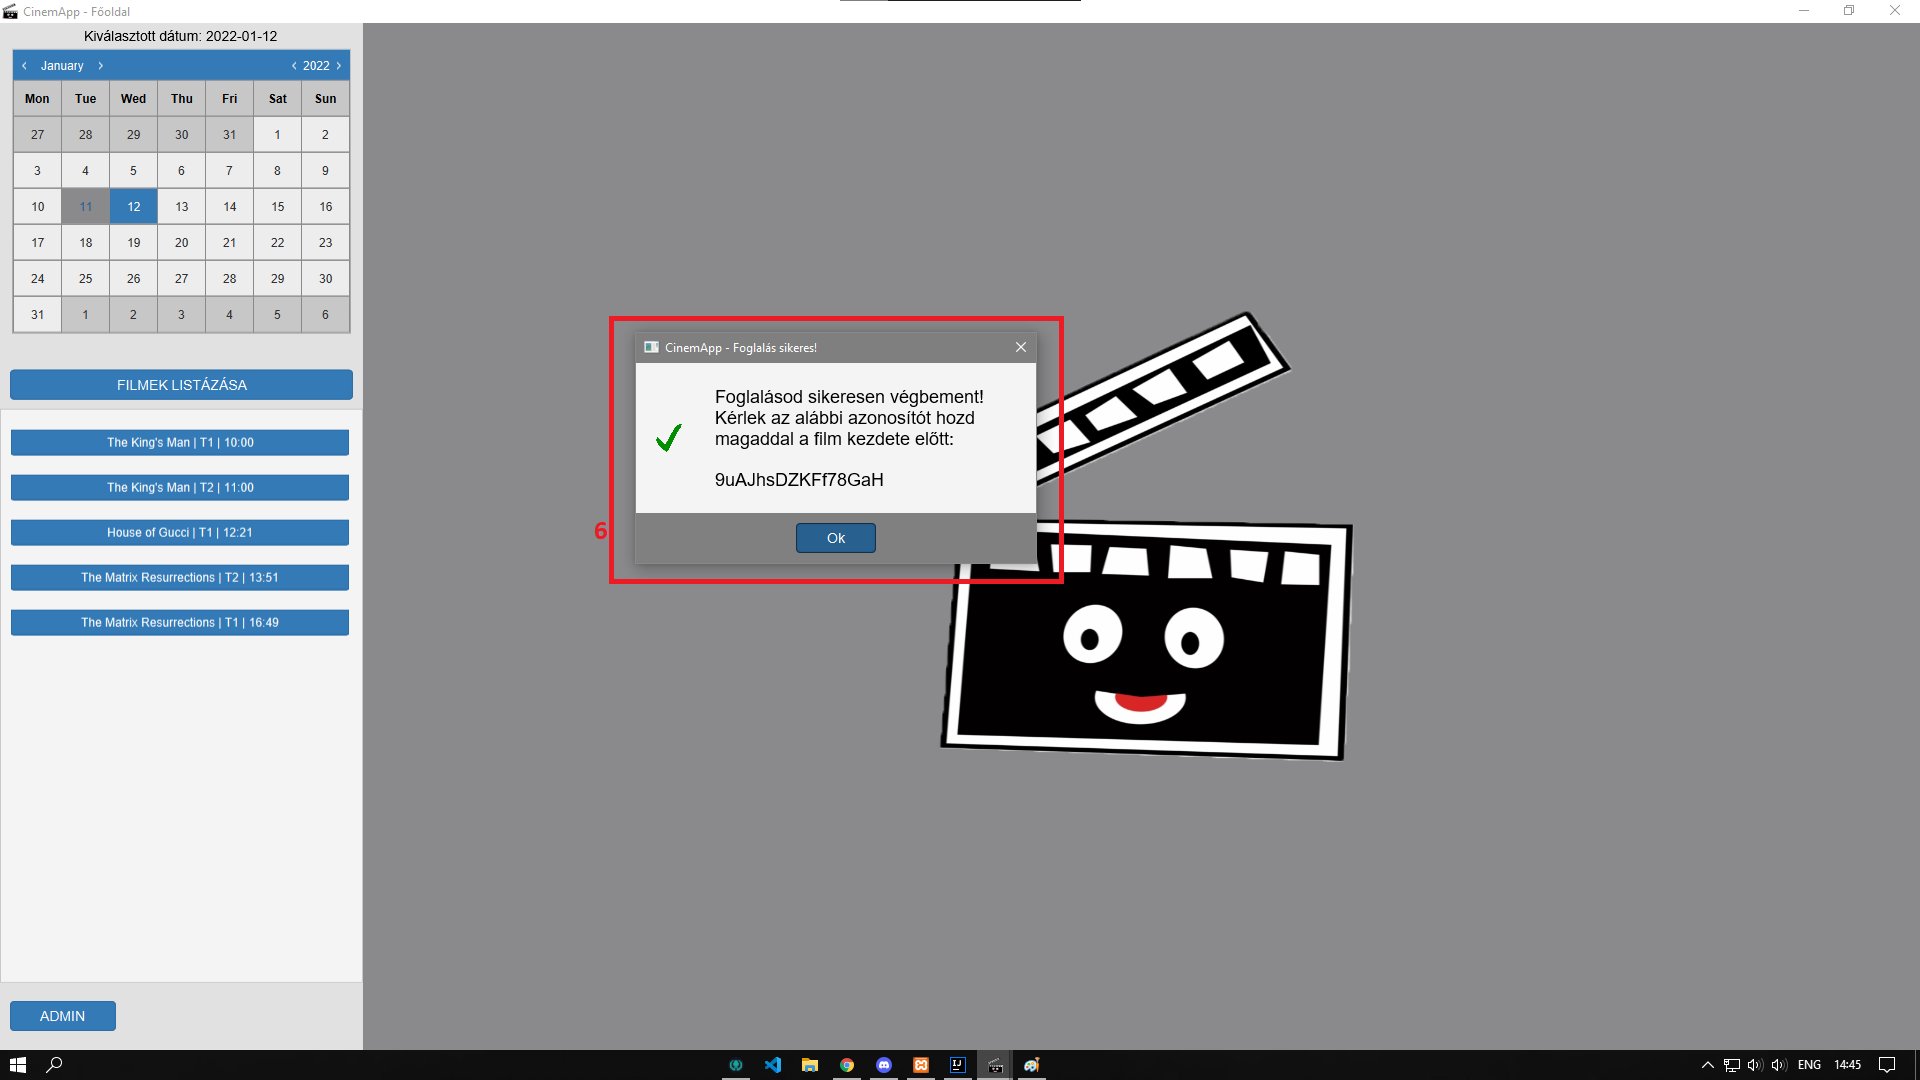 CinemApp - Főoldal
Kiválasztott dátum: 2022-01-12
January 2022
Mon Tue Wed Thu Fri Sat Sun
27 28 29 30 31 1 2
3 4 5 6 7 8 9
10 11 12 13 14 15 16
17 18 19 20 21 22 23
24 25 26 27 28 29 30
31 1 2 3 4 5 6
FILMEK LISTÁZÁSA
The King's Man | T1 | 10:00
The King's Man | T2 | 11:00
House of Gucci | T1 | 12:21
The Matrix Resurrections | T2 | 13:51
The Matrix Resurrections | T1 | 16:49
ADMIN
CinemApp - Foglalás sikeres!
Foglalásod sikeresen végbement!
Kérlek az alábbi azonosítót hozd
magaddal a film kezdete előtt:
9uAJhsDZKFf78GaH
Ok
6
IJ
ENG 14:45